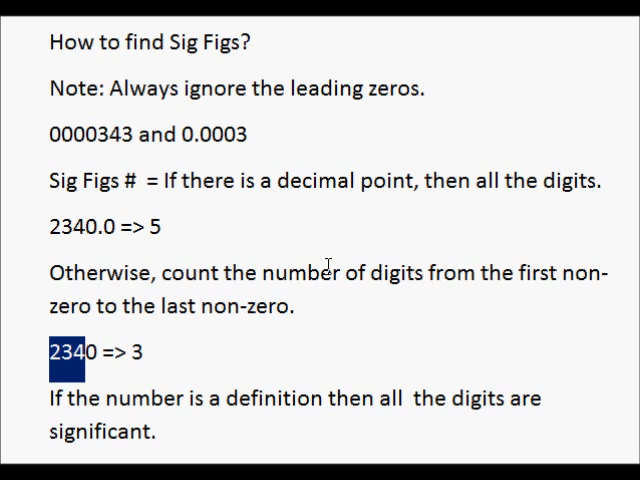 How to find Sig Figs?
Note: Always ignore the leading zeros.
0000343 and 0.0003
Sig Figs #  = If there is a decimal point, then all the digits.
2340.0 => 5
Otherwise, count the number of digits from the first non-
zero to the last non-zero.
2340 => 3
If the number is a definition then all  the digits are
significant.